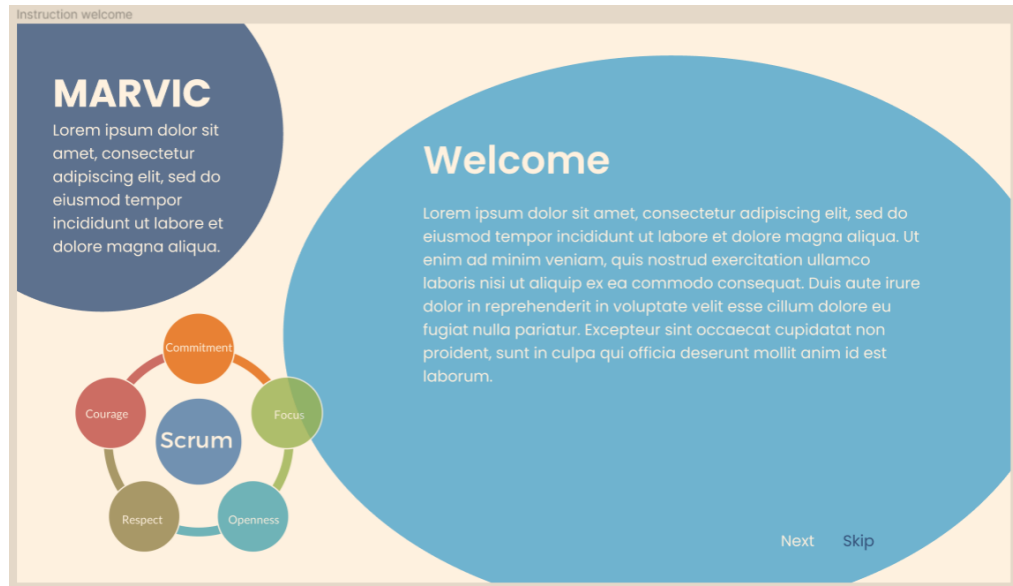 Instruction welcome
MARVIC
Lorem ipsum dolor sit
amet, consectetur
adipiscing elit, sed do
eiusmod tempor
incididunt ut labore et
dolore magna aliqua.
Welcome
Lorem ipsum dolor sit amet, consectetur adipiscing elit, sed do
eiusmod tempor incididunt ut labore et dolore magna aliqua. Ut
enim ad minim veniam, quis nostrud exercitation ullamco
laboris nisi ut aliquip ex ea commodo consequat. Duis aute irure
dolor in reprehenderit in voluptate velit esse cillum dolore eu
fugiat nulla pariatur. Excepteur sint occaecat cupidatat non
proident, sunt in culpa qui officia deserunt mollit anim id est
laborum.
Commitment
Courage
Focus
Scrum
Respect
Openness
Next
Skip